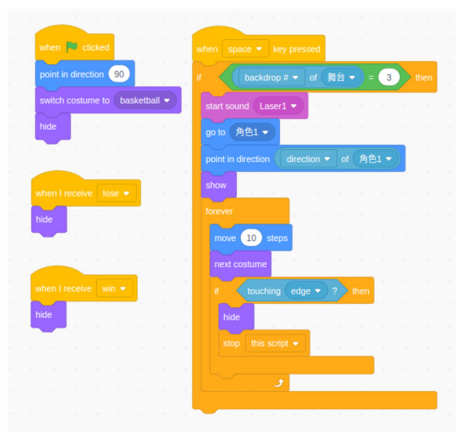 when clicked
point in direction 90
switch costume to basketball
hide
when I receive lose
hide
when I receive win
hide
when space key pressed
if backdrop # of 舞台 = 3 then
start sound Laser1
go to 角色1
point in direction direction of 角色1
show
forever
move 10 steps
next costume
if touching edge ? then
hide
stop this script